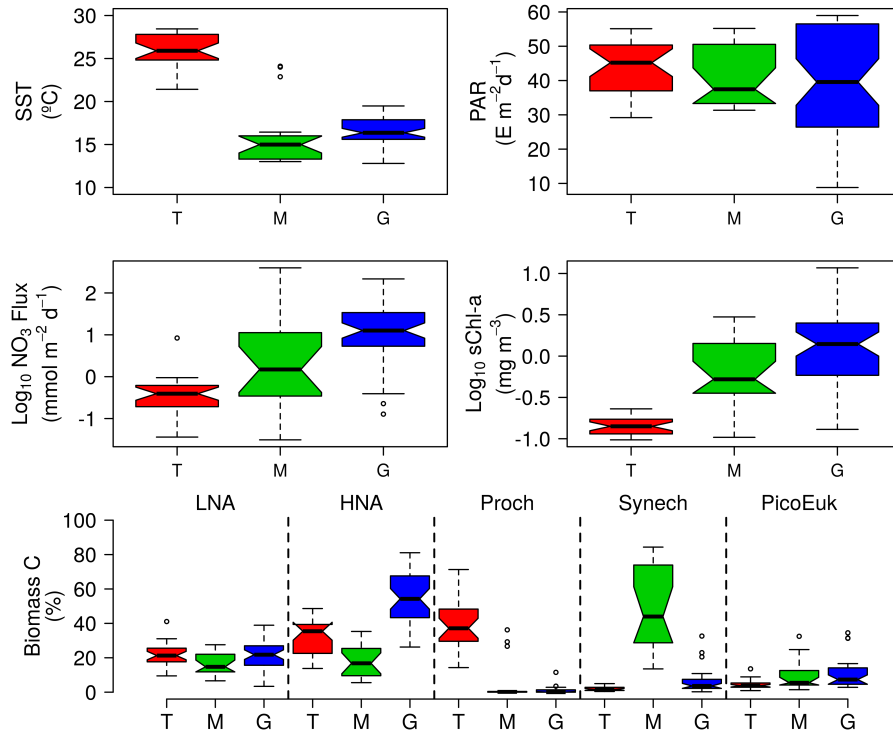 30
25
20
15
10
SST
(ºC)
T M G
60
50
40
30
20
10
PAR
(E m⁻²d⁻¹)
T M G
2
1
0
-1
Log₁₀ NO₃ Flux
(mmol m⁻² d⁻¹)
T M G
1.0
0.5
0.0
-0.5
-1.0
Log₁₀ sChl-a
(mg m⁻³)
T M G
LNA HNA Proch Synech PicoEuk
100
80
60
40
20
0
Biomass C
(%)
T M G T M G T M G T M G T M G